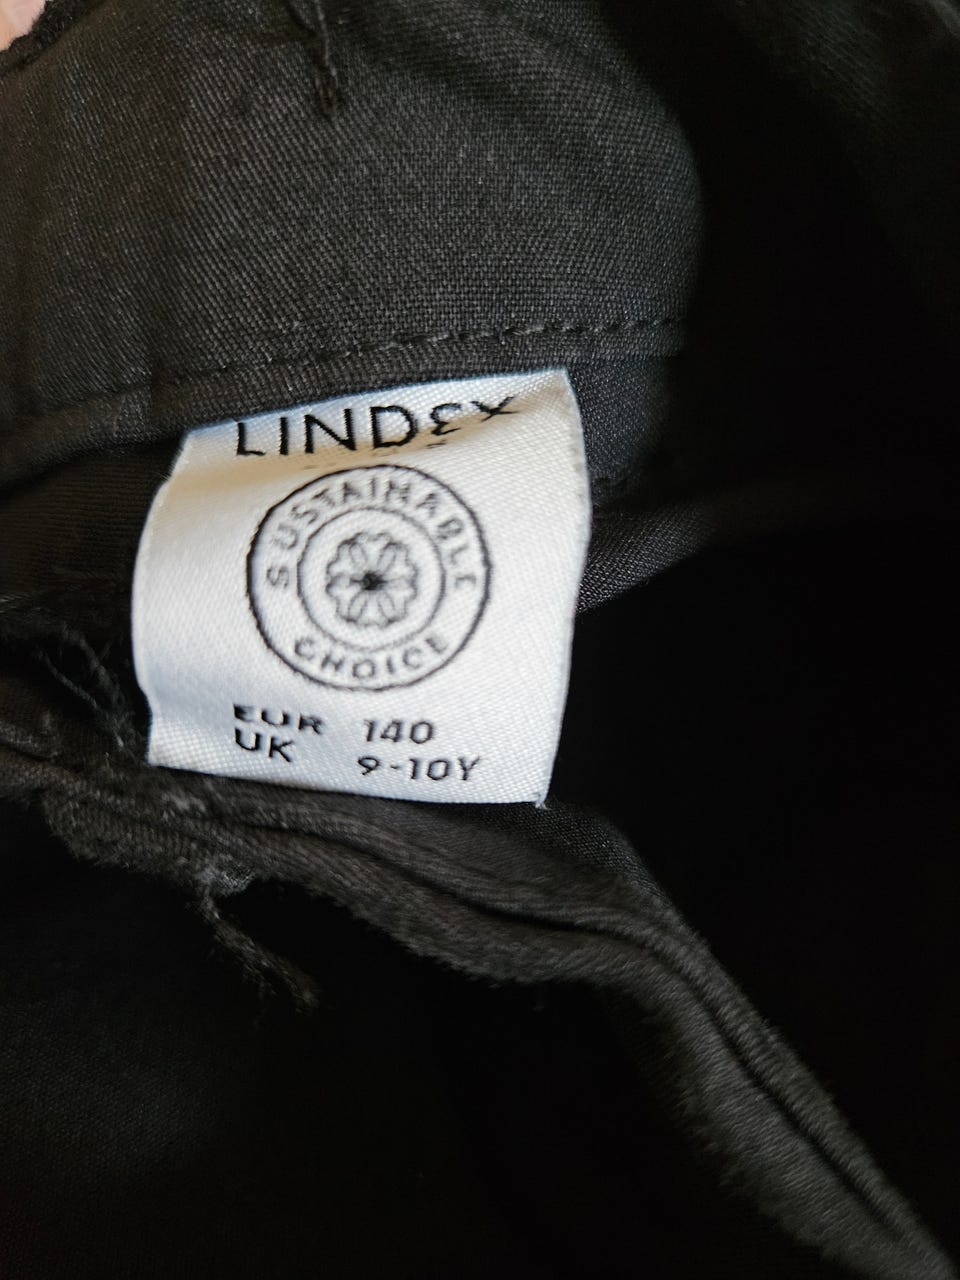 LINDEX
SUSTAINABLE
CHOICE
EUR 140
UK 9-10Y